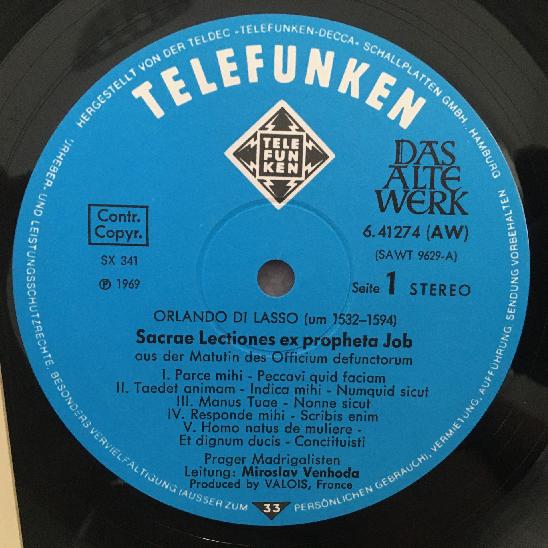 HERGESTELLT VON DER TELDEC »TELEFUNKEN-DECCA« SCHALLPLATTEN GMBH, HAMBURG
TELEFUNKEN
TELE
FUN
KEN
DAS
ALTE
WERK
6.41274 (AW)
(SAWT 9629-A)
Contr.
Copyr.
SX 341
℗ 1969
Seite 1 STEREO
ORLANDO DI LASSO (um 1532–1594)
Sacrae Lectiones ex propheta Job
aus der Matutin des Officium defunctorum
I. Parce mihi - Peccavi quid faciam
II. Taedet animam - Indica mihi - Numquid sicut
III. Manus Tuae - Nonne sicut
IV. Responde mihi - Scribis enim
V. Homo natus de muliere -
Et dignum ducis - Conctituisti
Prager Madrigalisten
Leitung: Miroslav Venhoda
Produced by VALOIS, France
33
URHEBER- UND LEISTUNGSSCHUTZRECHTE, BESONDERS VERVIELFÄLTIGUNG (AUSSER ZUM PERSÖNLICHEN GEBRAUCH), VERMIETUNG, AUFFÜHRUNG, SENDUNG VORBEHALTEN